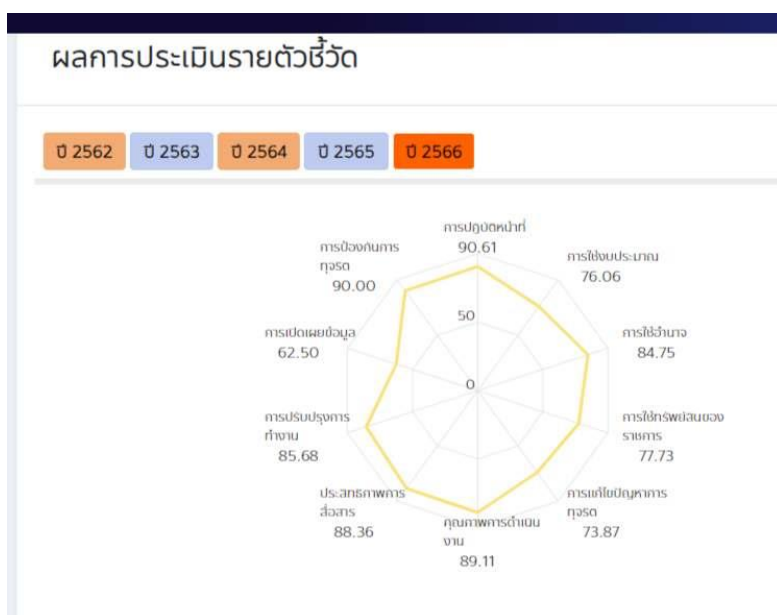 ผลการประเมินรายตัวชี้วัด
ปี 2562
ปี 2563
ปี 2564
ปี 2565
ปี 2566
การปฏิบัติหน้าที่
90.61
การใช้งบประมาณ
76.06
การใช้อำนาจ
84.75
การใช้ทรัพย์สินของ
ราชการ
77.73
การแก้ไขปัญหาการ
ทุจริต
73.87
คุณภาพการดำเนิน
งาน
89.11
ประสิทธิภาพการ
สื่อสาร
88.36
การปรับปรุงการ
ทำงาน
85.68
การเปิดเผยข้อมูล
62.50
การป้องกันการ
ทุจริต
90.00
50
0